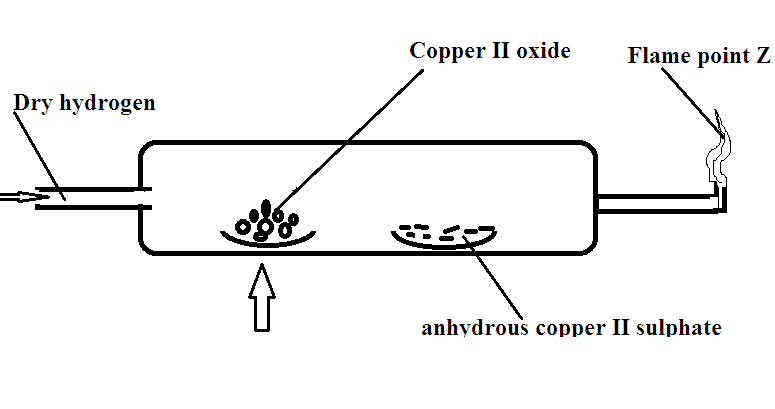 Copper II oxide
Flame point Z
Dry hydrogen
anhydrous copper II sulphate